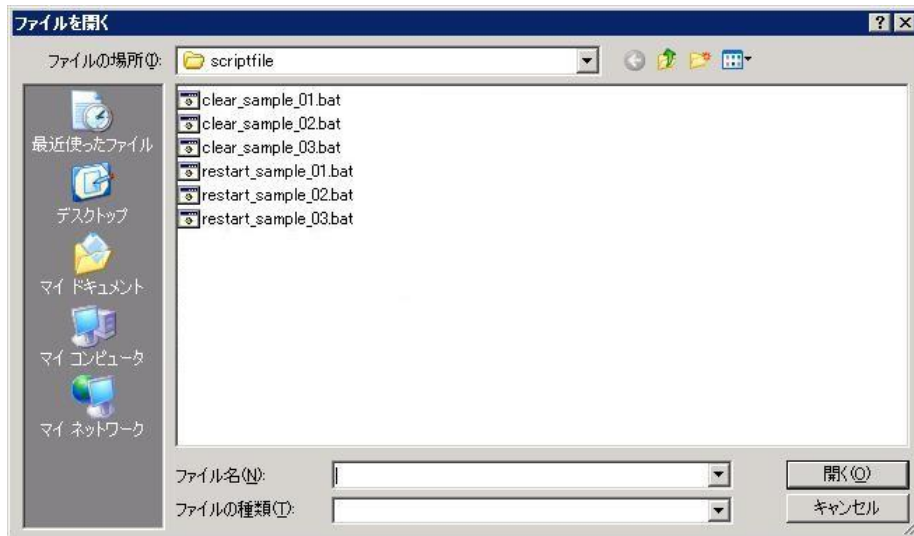 ファイルを開く
ファイルの場所(I):
scriptfile
最近使ったファイル
デスクトップ
マイ ドキュメント
マイ コンピュータ
マイ ネットワーク
clear_sample_01.bat
clear_sample_02.bat
clear_sample_03.bat
restart_sample_01.bat
restart_sample_02.bat
restart_sample_03.bat
ファイル名(N):
開く(O)
ファイルの種類(T):
キャンセル